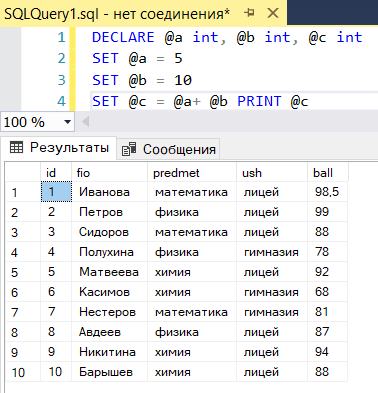 SQLQuery1.sql - нет соединения*
1 DECLARE @a int, @b int, @c int
2 SET @a = 5
3 SET @b = 10
4 SET @c = @a+ @b PRINT @c
100 %
Результаты Сообщения
id fio predmet ush ball
1 1 Иванова математика лицей 98,5
2 2 Петров физика лицей 99
3 3 Сидоров математика лицей 88
4 4 Полухина физика гимназия 78
5 5 Матвеева химия лицей 92
6 6 Касимов химия гимназия 68
7 7 Нестеров математика гимназия 81
8 8 Авдеев физика лицей 87
9 9 Никитина химия лицей 94
10 10 Барышев химия лицей 88